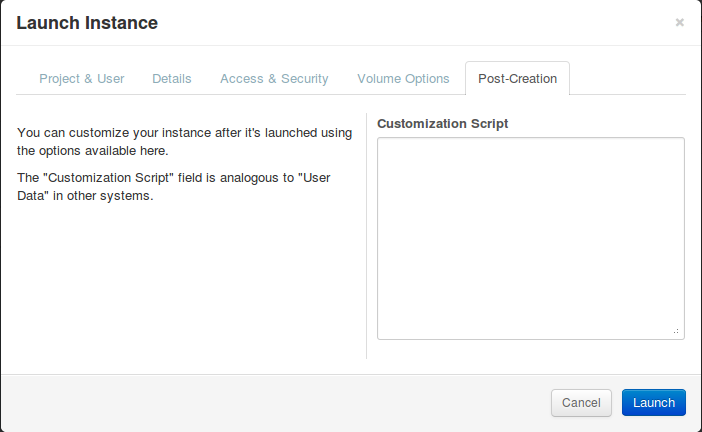 Launch Instance
×
Project & User
Details
Access & Security
Volume Options
Post-Creation
You can customize your instance after it's launched using
the options available here.
The "Customization Script" field is analogous to "User
Data" in other systems.
Customization Script
Cancel
Launch